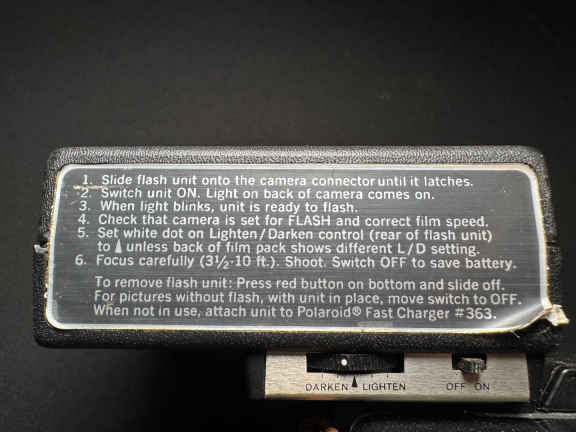 1. Slide flash unit onto the camera connector until it latches.
2. Switch unit ON. Light on back of camera comes on.
3. When light blinks, unit is ready to flash.
4. Check that camera is set for FLASH and correct film speed.
5. Set white dot on Lighten/Darken control (rear of flash unit)
to ▲ unless back of film pack shows different L/D setting.
6. Focus carefully (3½-10 ft.). Shoot. Switch OFF to save battery.
To remove flash unit: Press red button on bottom and slide off.
For pictures without flash, with unit in place, move switch to OFF.
When not in use, attach unit to Polaroid® Fast Charger #363.
DARKEN ▲ LIGHTEN OFF ON